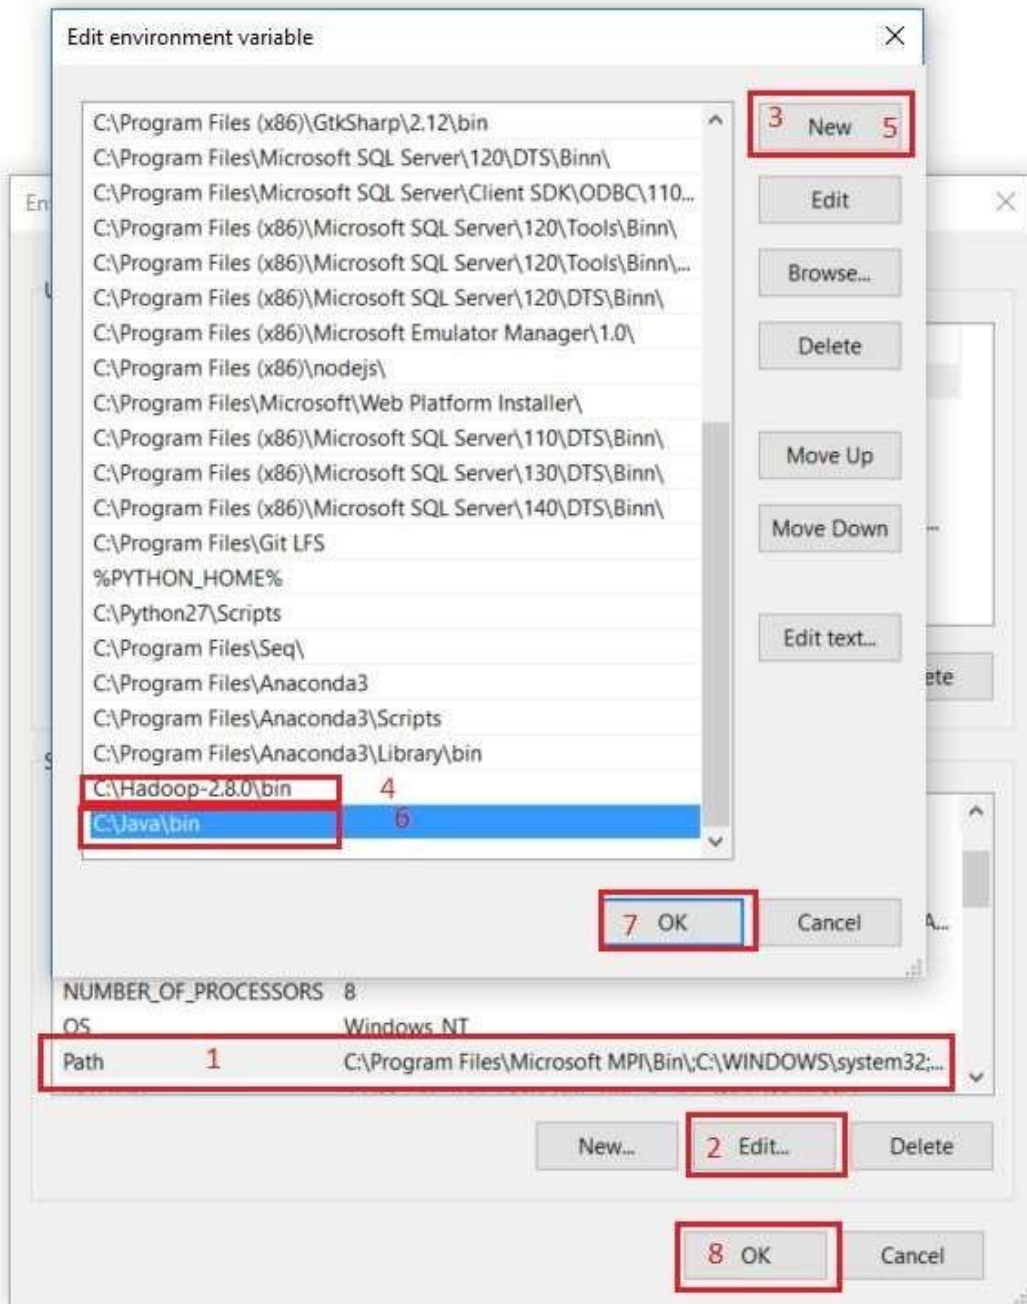 Edit environment variable
C:\Program Files (x86)\GtkSharp\2.12\bin
C:\Program Files\Microsoft SQL Server\120\DTS\Binn\
C:\Program Files\Microsoft SQL Server\Client SDK\ODBC\110...
C:\Program Files (x86)\Microsoft SQL Server\120\Tools\Binn\
C:\Program Files (x86)\Microsoft SQL Server\120\Tools\Binn\...
C:\Program Files (x86)\Microsoft SQL Server\120\DTS\Binn\
C:\Program Files (x86)\Microsoft Emulator Manager\1.0\
C:\Program Files (x86)\nodejs\
C:\Program Files\Microsoft\Web Platform Installer\
C:\Program Files (x86)\Microsoft SQL Server\110\DTS\Binn\
C:\Program Files (x86)\Microsoft SQL Server\130\DTS\Binn\
C:\Program Files (x86)\Microsoft SQL Server\140\DTS\Binn\
C:\Program Files\Git LFS
%PYTHON_HOME%
C:\Python27\Scripts
C:\Program Files\Seq\
C:\Program Files\Anaconda3
C:\Program Files\Anaconda3\Scripts
C:\Program Files\Anaconda3\Library\bin
C:\Hadoop-2.8.0\bin 4
C:\Java\bin 6
3 New 5
Edit
Browse...
Delete
Move Up
Move Down
Edit text...
7 OK
Cancel
En
ete
A...
NUMBER_OF_PROCESSORS 8
OS Windows_NT
Path 1 C:\Program Files\Microsoft MPI\Bin\;C:\WINDOWS\system32;...
New...
2 Edit...
Delete
8 OK
Cancel